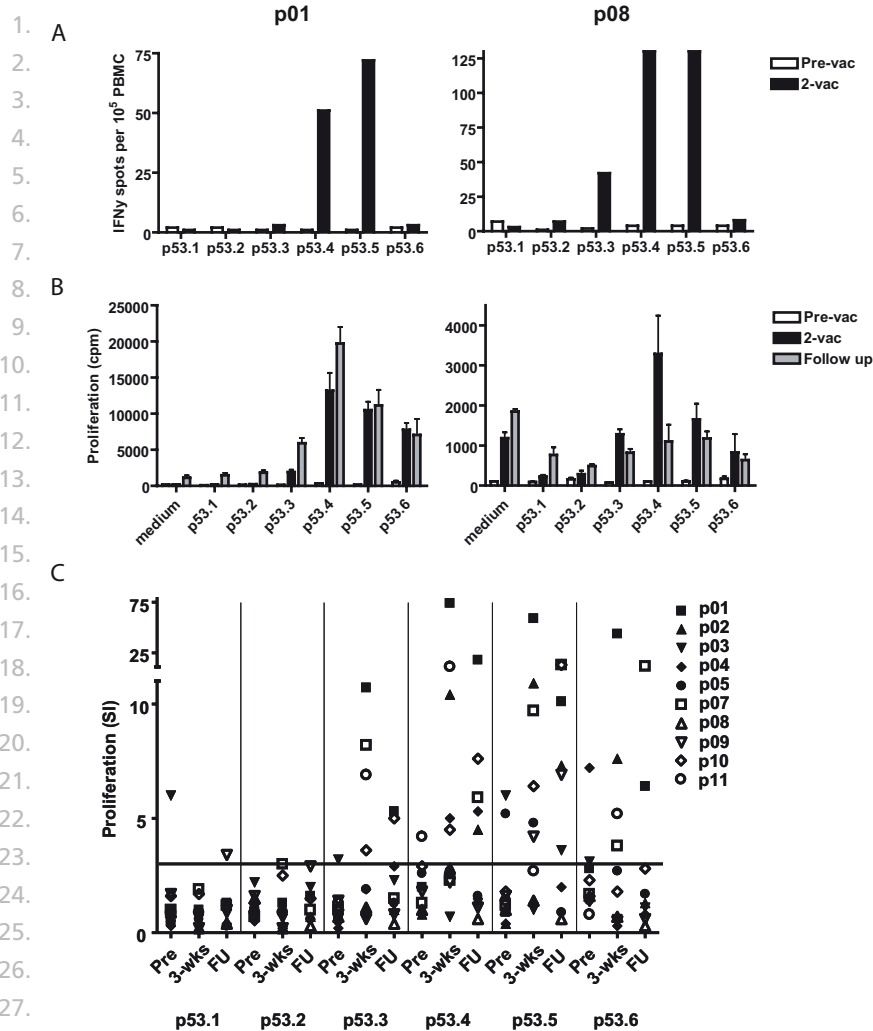 1.
2.
3.
4.
5.
6.
7.
8.
9.
10.
11.
12.
13.
14.
15.
16.
17.
18.
19.
20.
21.
22.
23.
24.
25.
26.
27.
A
p01
p08
IFNγ spots per 10⁵ PBMC
75
50
25
0
p53.1 p53.2 p53.3 p53.4 p53.5 p53.6
125
100
75
50
25
0
p53.1 p53.2 p53.3 p53.4 p53.5 p53.6
Pre-vac
2-vac
B
Proliferation (cpm)
25000
20000
15000
10000
5000
0
medium p53.1 p53.2 p53.3 p53.4 p53.5 p53.6
4000
3000
2000
1000
0
medium p53.1 p53.2 p53.3 p53.4 p53.5 p53.6
Pre-vac
2-vac
Follow up
C
Proliferation (SI)
75
25
10
5
0
Pre 3-wks FU Pre 3-wks FU Pre 3-wks FU Pre 3-wks FU Pre 3-wks FU Pre 3-wks FU
p53.1 p53.2 p53.3 p53.4 p53.5 p53.6
p01
p02
p03
p04
p05
p07
p08
p09
p10
p11